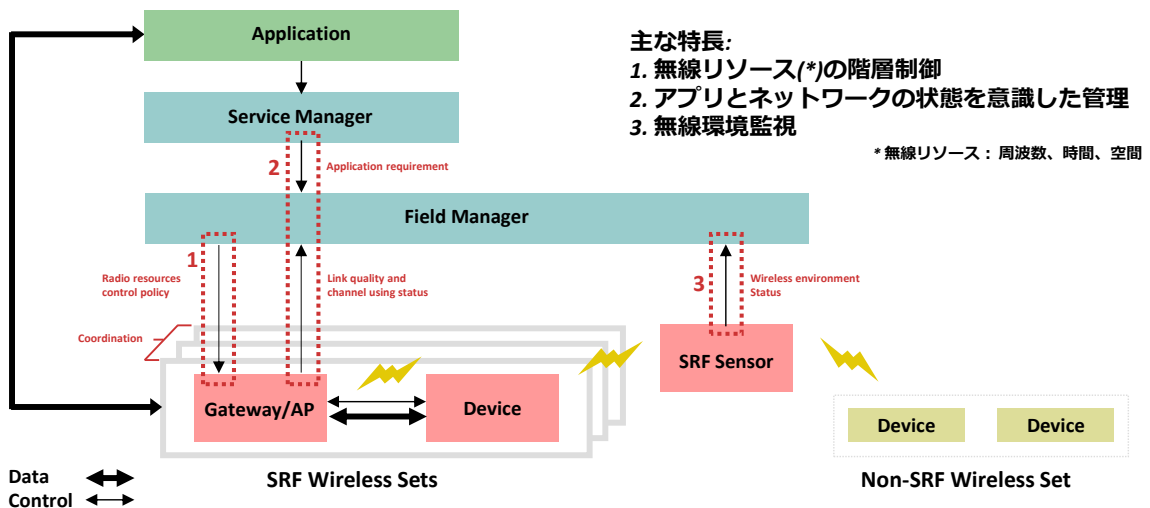 Application
主な特長:
1. 無線リソース(*)の階層制御
2. アプリとネットワークの状態を意識した管理
3. 無線環境監視
* 無線リソース： 周波数、時間、空間
Service Manager
2
Application requirement
Field Manager
1
Radio resources
control policy
Link quality and
channel using status
3
Wireless environment
Status
Coordination
SRF Sensor
Gateway/AP
Device
Device
Device
Data
Control
SRF Wireless Sets
Non-SRF Wireless Set